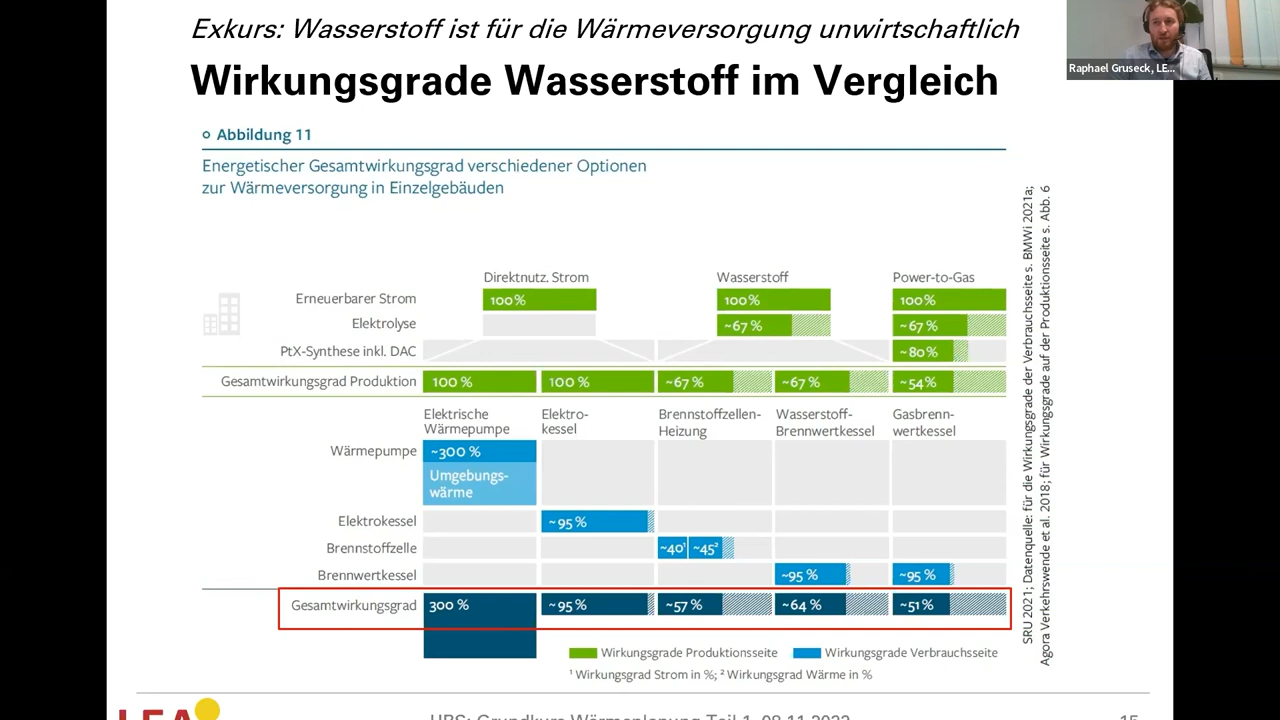 Exkurs: Wasserstoff ist für die Wärmeversorgung unwirtschaftlich
Raphael Gruseck, LE...
Wirkungsgrade Wasserstoff im Vergleich
Abbildung 11
Energetischer Gesamtwirkungsgrad verschiedener Optionen
zur Wärmeversorgung in Einzelgebäuden
Direktnutz. Strom Wasserstoff Power-to-Gas
Erneuerbarer Strom 100 % 100 % 100 %
Elektrolyse ~67 % ~67 %
PtX-Synthese inkl. DAC ~80 %
Gesamtwirkungsgrad Produktion 100 % 100 % ~67 % ~67 % ~54 %
Elektrische Elektro- Brennstoffzellen- Wasserstoff- Gasbrenn-
Wärmepumpe kessel Heizung Brennwertkessel wertkessel
Wärmepumpe ~300 %
Umgebungs-
wärme
Elektrokessel ~95 %
Brennstoffzelle ~40¹ ~45²
Brennwertkessel ~95 % ~95 %
Gesamtwirkungsgrad 300 % ~95 % ~57 % ~64 % ~51 %
Wirkungsgrade Produktionsseite Wirkungsgrade Verbrauchsseite
¹ Wirkungsgrad Strom in %; ² Wirkungsgrad Wärme in %
SRU 2021; Datenquelle: für die Wirkungsgrade der Verbrauchsseite s. BMWi 2021a;
Agora Verkehrswende et al. 2018; für Wirkungsgrade auf der Produktionsseite s. Abb. 6
LEA
Grundkurs Wärmeplanung Teil 1, 08.11.2023
15